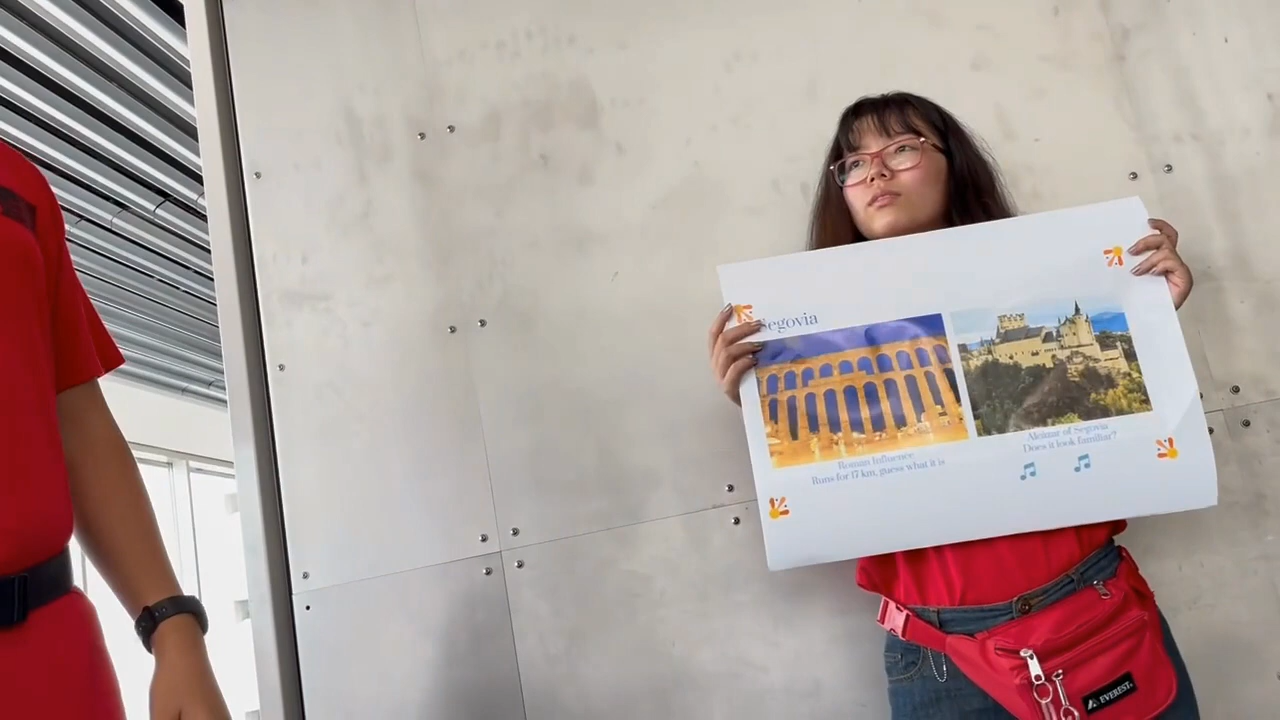 Segovia
Roman Influence
Runs for 17 km, guess what it is
Alcázar of Segovia
Does it look familiar?
EVEREST